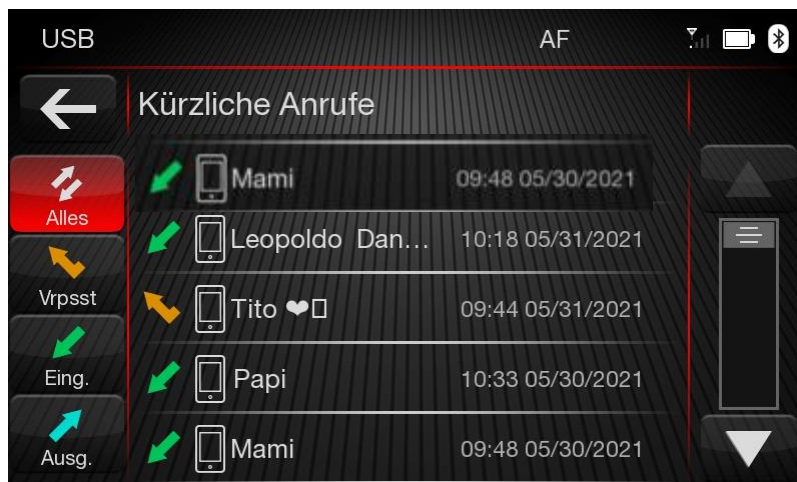 USB AF
Kürzliche Anrufe
Alles
Vrpsst
Eing.
Ausg.
Mami 09:48 05/30/2021
Leopoldo Dan... 10:18 05/31/2021
Tito ❤ 09:44 05/31/2021
Papi 10:33 05/30/2021
Mami 09:48 05/30/2021